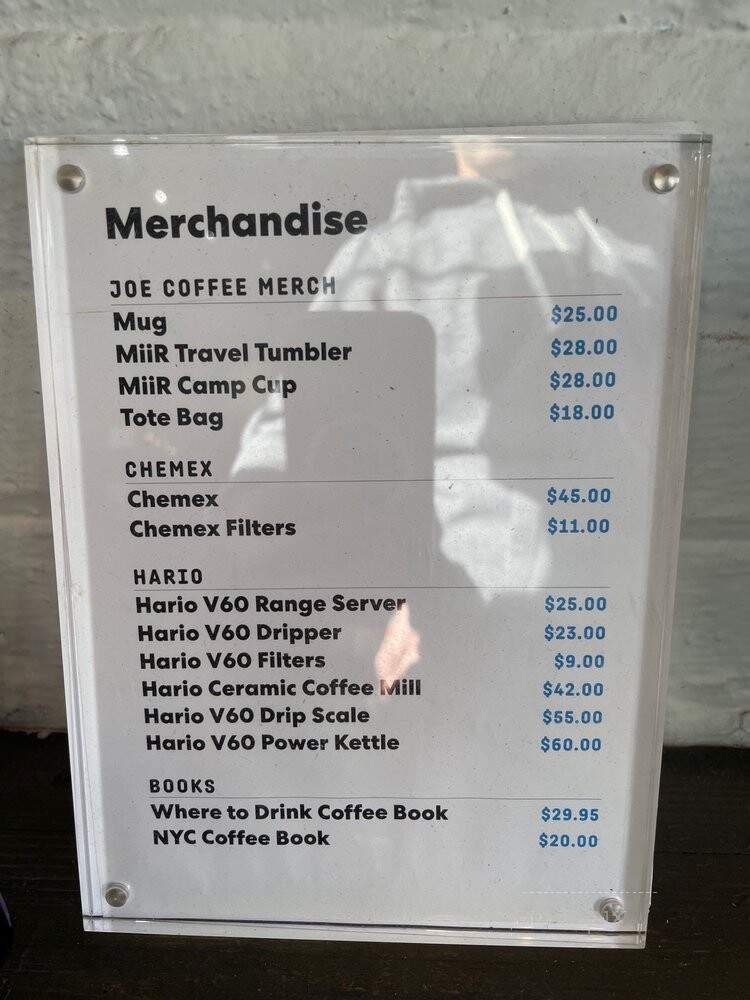 Merchandise
JOE COFFEE MERCH
Mug $25.00
MiiR Travel Tumbler $28.00
MiiR Camp Cup $28.00
Tote Bag $18.00
CHEMEX
Chemex $45.00
Chemex Filters $11.00
HARIO
Hario V60 Range Server $25.00
Hario V60 Dripper $23.00
Hario V60 Filters $9.00
Hario Ceramic Coffee Mill $42.00
Hario V60 Drip Scale $55.00
Hario V60 Power Kettle $60.00
BOOKS
Where to Drink Coffee Book $29.95
NYC Coffee Book $20.00